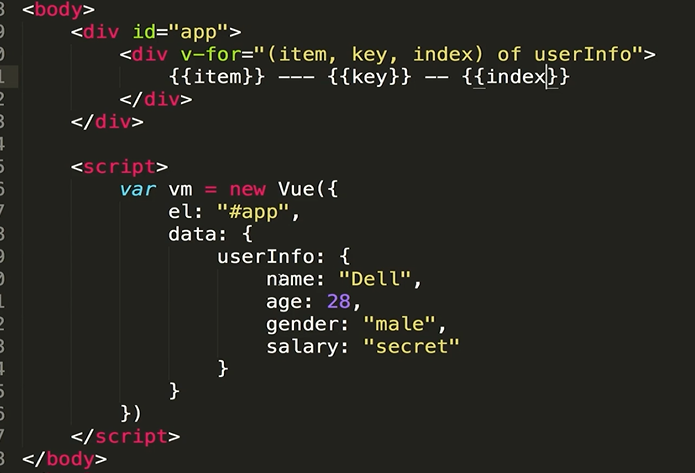 <body>
<div id="app">
<div v-for="(item, key, index) of userInfo">
{{item}} --- {{key}} -- {{index}}
</div>
</div>
<script>
var vm = new Vue({
el: "#app",
data: {
userInfo: {
name: "Dell",
age: 28,
gender: "male",
salary: "secret"
}
}
})
</script>
</body>